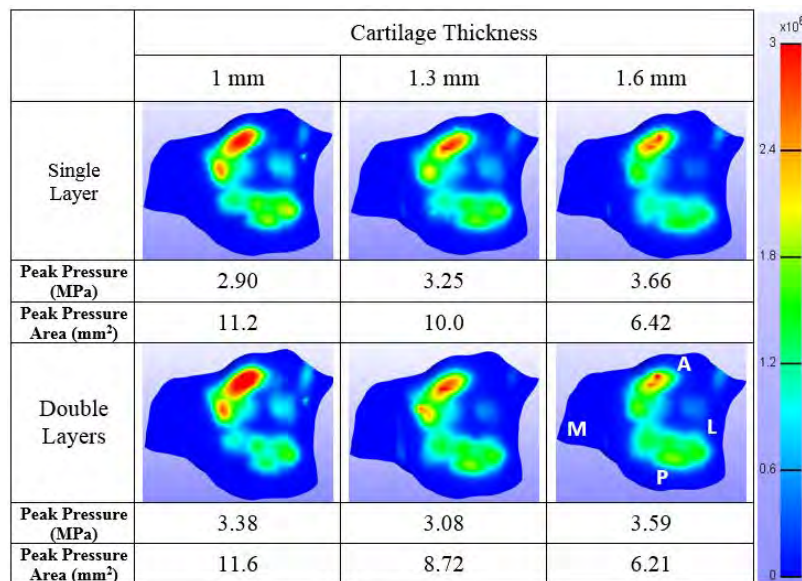 Cartilage Thickness
1 mm
1.3 mm
1.6 mm
Single
Layer
Peak Pressure
(MPa)
2.90
3.25
3.66
Peak Pressure
Area (mm²)
11.2
10.0
6.42
Double
Layers
A
M
L
P
Peak Pressure
(MPa)
3.38
3.08
3.59
Peak Pressure
Area (mm²)
11.6
8.72
6.21
x10⁶
3
2.4
1.8
1.2
0.6
0